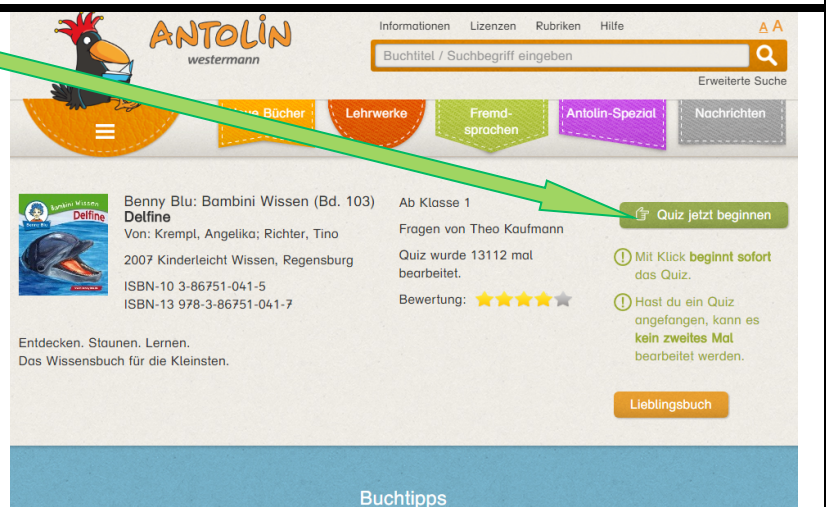 ANTOLIN
westermann
Informationen Lizenzen Rubriken Hilfe A A
Buchtitel / Suchbegriff eingeben
Erweiterte Suche
Bücher
Lehrwerke
Fremd-
sprachen
Antolin-Spezial
Nachrichten
Bambini Wissen
Delfine
Benny Blu: Bambini Wissen (Bd. 103)
Delfine
Von: Krempl, Angelika; Richter, Tino
2007 Kinderleicht Wissen, Regensburg
ISBN-10 3-86751-041-5
ISBN-13 978-3-86751-041-7
Entdecken. Staunen. Lernen.
Das Wissensbuch für die Kleinsten.
Ab Klasse 1
Fragen von Theo Kaufmann
Quiz wurde 13112 mal
bearbeitet.
Bewertung:
Quiz jetzt beginnen
Mit Klick beginnt sofort
das Quiz.
Hast du ein Quiz
angefangen, kann es
kein zweites Mal
bearbeitet werden.
Lieblingsbuch
Buchtipps